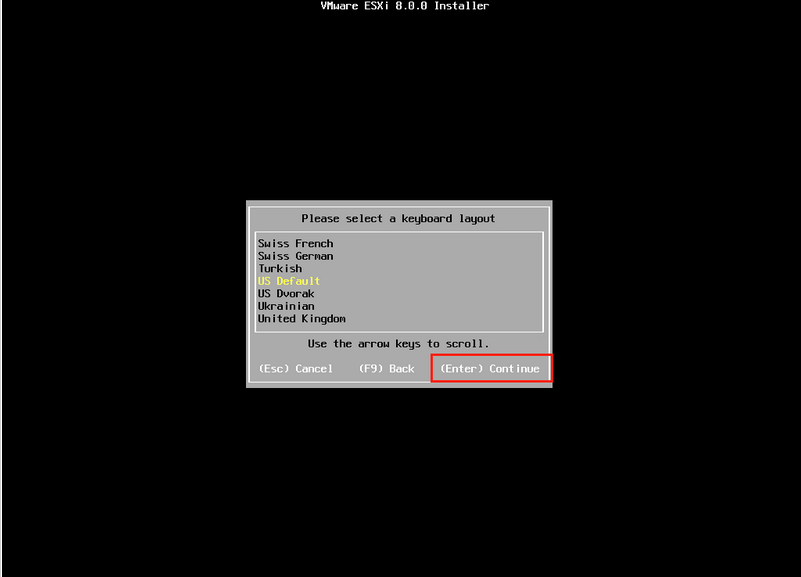 VMware ESXi 8.0.0 Installer
Please select a keyboard layout
Swiss French
Swiss German
Turkish
US Default
US Dvorak
Ukrainian
United Kingdom
Use the arrow keys to scroll.
(Esc) Cancel (F9) Back (Enter) Continue